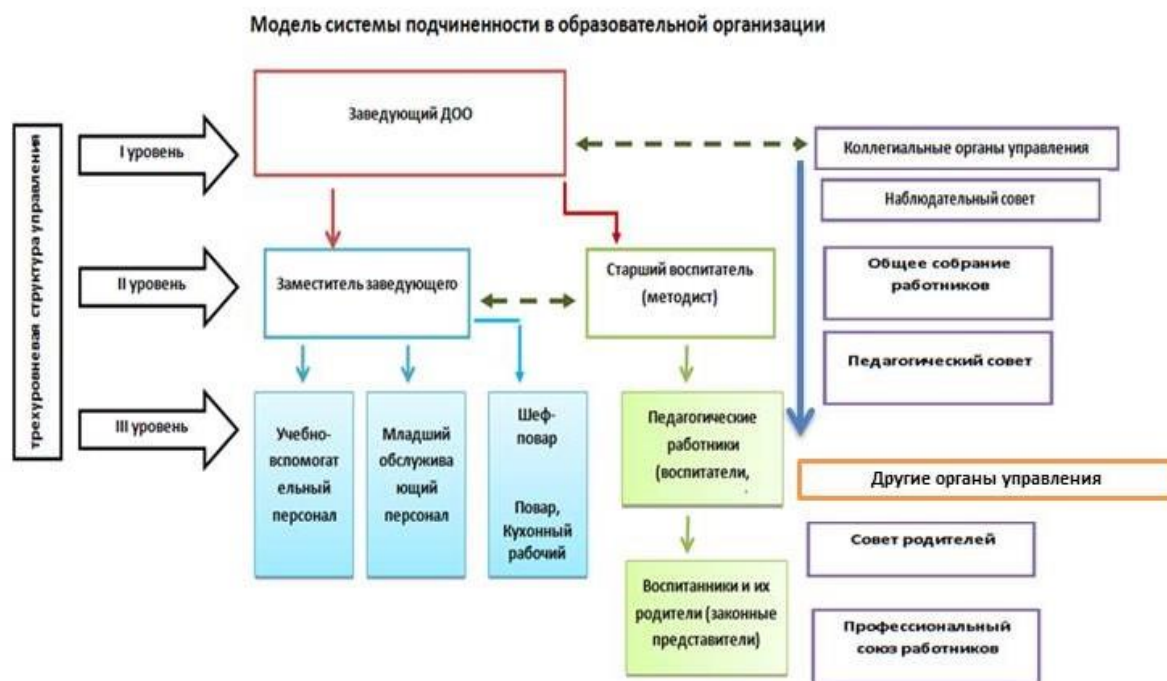 Модель системы подчиненности в образовательной организации
трехуровневая структура управления
I уровень
Заведующий ДОО
Коллегиальные органы управления
Наблюдательный совет
II уровень
Заместитель заведующего
Старший воспитатель
(методист)
Общее собрание
работников
Педагогический совет
III уровень
Учебно-
вспомогат
ельный
персонал
Младший
обслужива
ющий
персонал
Шеф-
повар
Повар,
Кухонный
рабочий
Педагогические
работники
(воспитатели,
Другие органы управления
Совет родителей
Воспитанники и их
родители (законные
представители)
Профессиональный
союз работников